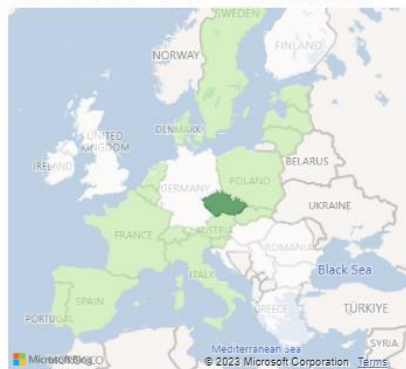 SWEDEN
FINLAND
NORWAY
UNITED
KINGDOM
DENMARK
IRELAND
BELARUS
POLAND
GERMANY
UKRAINE
FRANCE
AUSTRIA
ROMANIA
ITALY
Black Sea
SPAIN
PORTUGAL
GREECE
TÜRKIYE
SYRIA
Mediterranean Sea
Microsoft Bing
MOROCCO
© 2023 Microsoft Corporation Terms